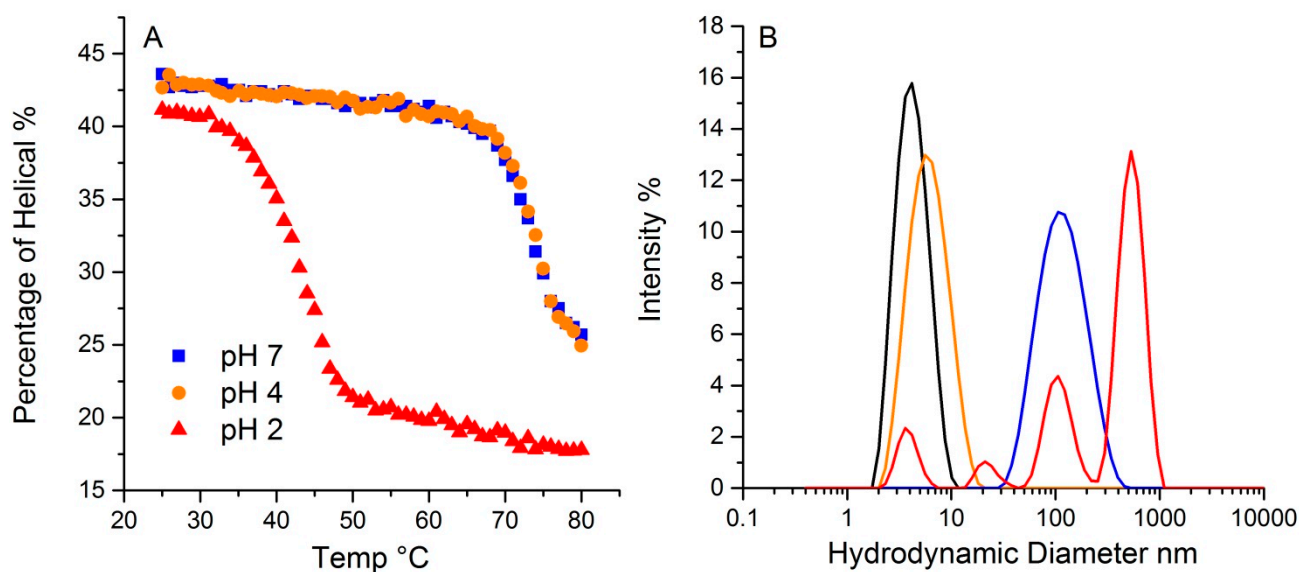 A
Percentage of Helical %
45
40
35
30
25
20
15
pH 7
pH 4
pH 2
20 30 40 50 60 70 80
Temp °C
B
Intensity %
18
16
14
12
10
8
6
4
2
0
0.1 1 10 100 1000 10000
Hydrodynamic Diameter nm